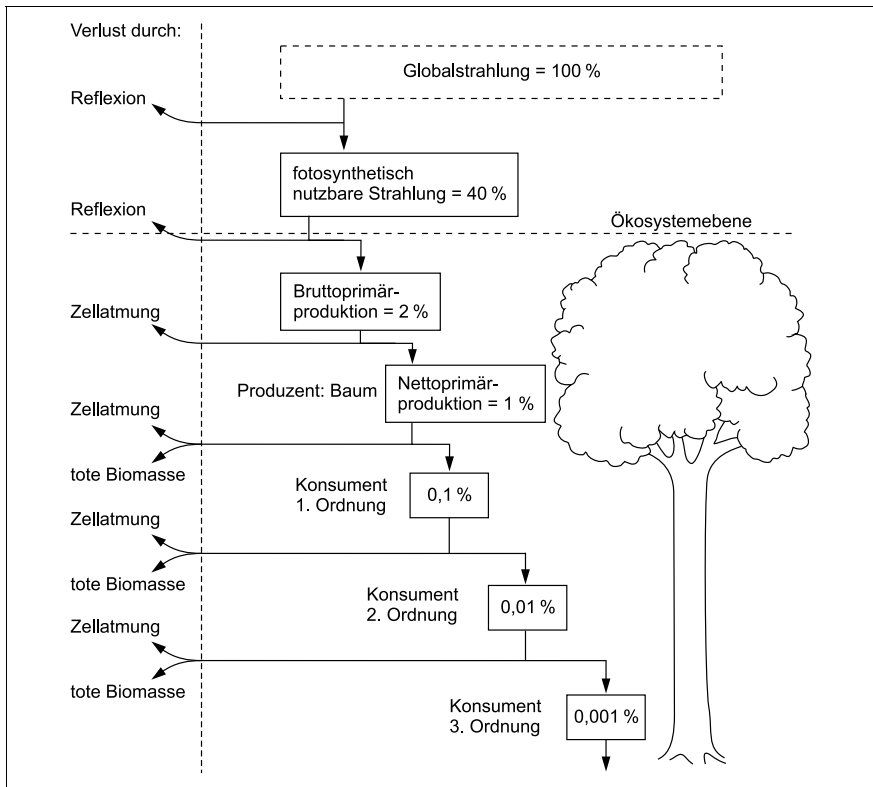 Verlust durch:
Globalstrahlung = 100 %
Reflexion
fotosynthetisch
nutzbare Strahlung = 40 %
Reflexion
Ökosystemebene
Bruttoprimär-
produktion = 2 %
Zellatmung
Produzent: Baum
Nettoprimär-
produktion = 1 %
Zellatmung
tote Biomasse
Konsument
1. Ordnung
0,1 %
Zellatmung
tote Biomasse
Konsument
2. Ordnung
0,01 %
Zellatmung
tote Biomasse
Konsument
3. Ordnung
0,001 %